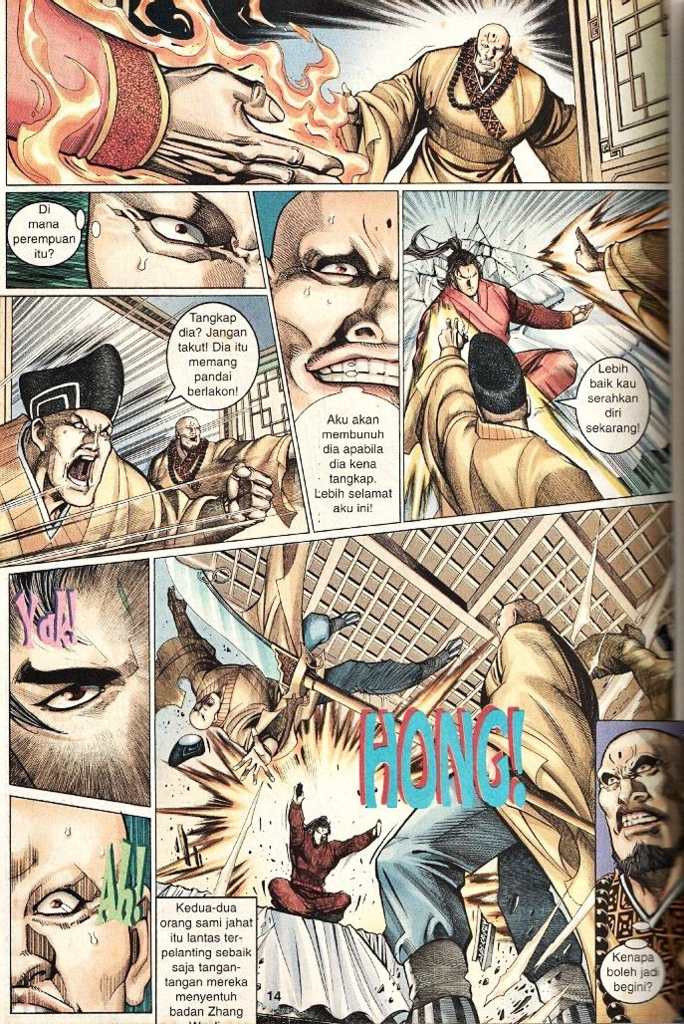 Di
mana
perempuan
itu?
Aku akan
membunuh
dia apabila
dia kena
tangkap.
Lebih selamat
aku ini!
Tangkap
dia? Jangan
takut! Dia itu
memang
pandai
berlakon!
Lebih
baik kau
serahkan
diri
sekarang!
YdA!
HONG!
Ah!
Kedua-dua
orang sami jahat
itu lantas ter-
pelanting sebaik
saja tangan-
tangan mereka
menyentuh
badan Zhang
Kenapa
boleh jadi
begini?
14